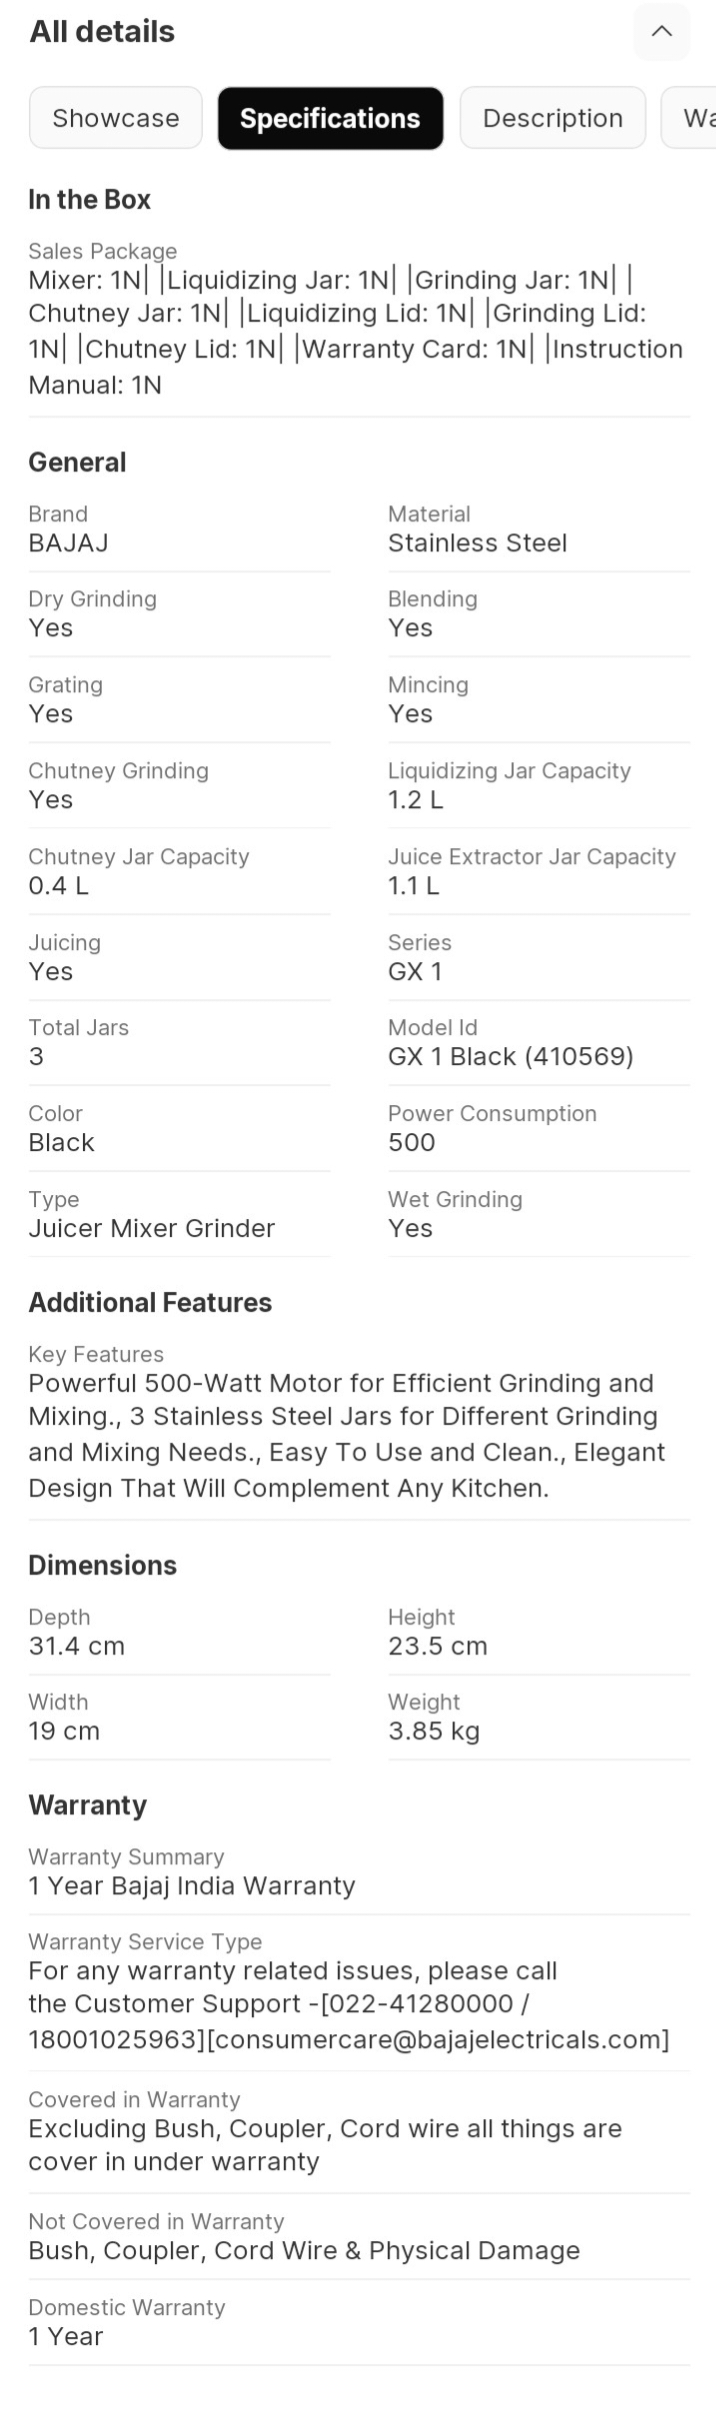 All details
Showcase
Specifications
Description
Wa
In the Box
Sales Package
Mixer: 1N| |Liquidizing Jar: 1N| |Grinding Jar: 1N| |
Chutney Jar: 1N| |Liquidizing Lid: 1N| |Grinding Lid:
1N| |Chutney Lid: 1N| |Warranty Card: 1N| |Instruction
Manual: 1N
General
Brand
BAJAJ
Material
Stainless Steel
Dry Grinding
Yes
Blending
Yes
Grating
Yes
Mincing
Yes
Chutney Grinding
Yes
Liquidizing Jar Capacity
1.2 L
Chutney Jar Capacity
0.4 L
Juice Extractor Jar Capacity
1.1 L
Juicing
Yes
Series
GX 1
Total Jars
3
Model Id
GX 1 Black (410569)
Color
Black
Power Consumption
500
Type
Juicer Mixer Grinder
Wet Grinding
Yes
Additional Features
Key Features
Powerful 500-Watt Motor for Efficient Grinding and
Mixing., 3 Stainless Steel Jars for Different Grinding
and Mixing Needs., Easy To Use and Clean., Elegant
Design That Will Complement Any Kitchen.
Dimensions
Depth
31.4 cm
Height
23.5 cm
Width
19 cm
Weight
3.85 kg
Warranty
Warranty Summary
1 Year Bajaj India Warranty
Warranty Service Type
For any warranty related issues, please call
the Customer Support -[022-41280000 /
18001025963][consumercare@bajajelectricals.com]
Covered in Warranty
Excluding Bush, Coupler, Cord wire all things are
cover in under warranty
Not Covered in Warranty
Bush, Coupler, Cord Wire & Physical Damage
Domestic Warranty
1 Year